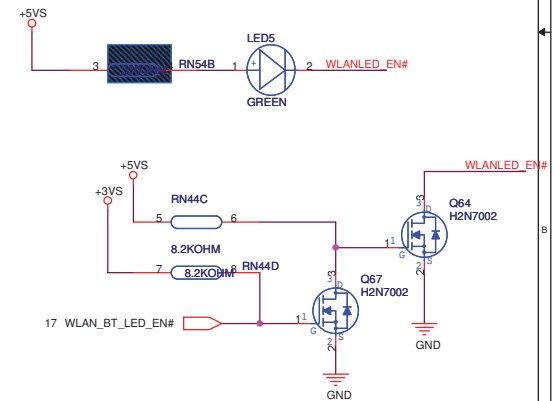 +5VS
LED5
3 RN54B 1 + 2 WLANLED_EN#
GREEN
+5VS
WLANLED_EN#
+3VS
RN44C
3 Q64
3 D H2N7002
5 6
B
8.2KOHM
1 1
G S
7 8.2KOHM 8 RN44D
2
2
3 Q67
3 D H2N7002
17 WLAN_BT_LED_EN#
1 1
G S
2
2
GND
GND